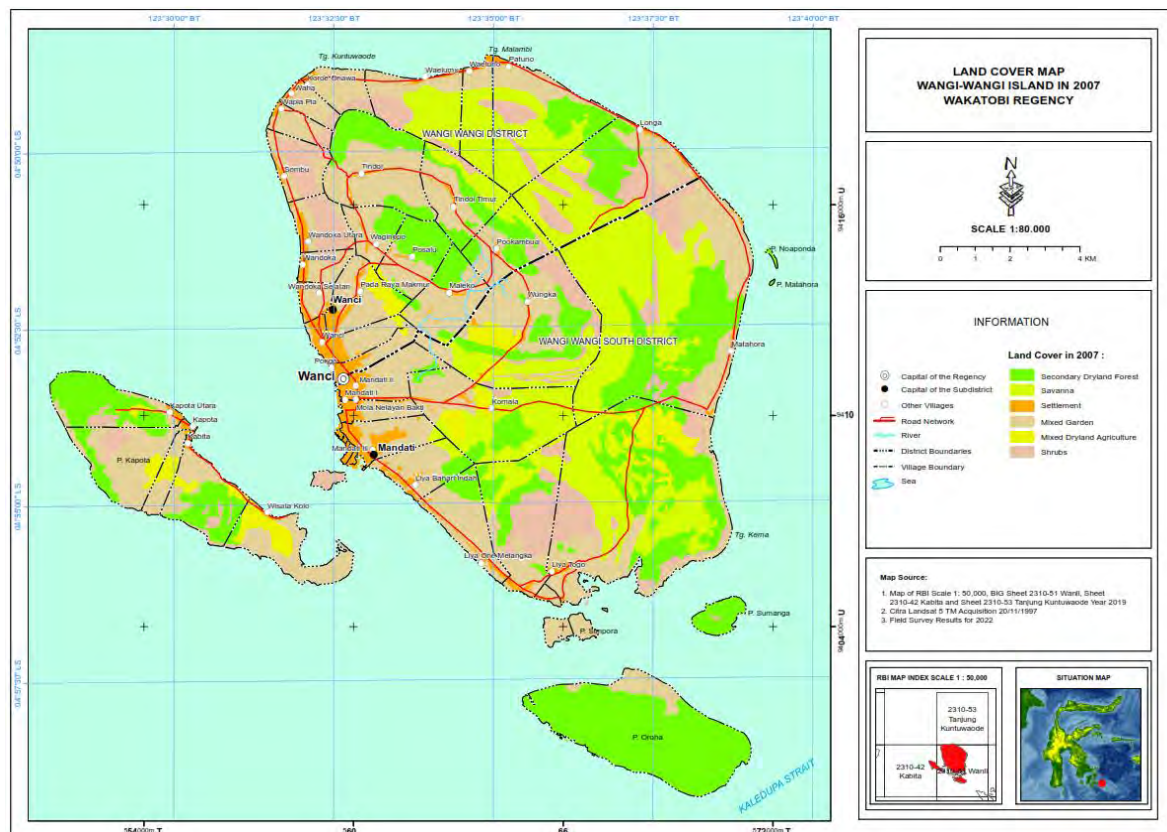 123°30'00" BT
123°32'30" BT
123°35'00" BT
123°37'30" BT
123°40'00" BT
Tg. Kuntuwaode
Tg. Malambi
Patuno
Waha
Wapia Pia
WANGI WANGI DISTRICT
Longa
04°50'00" LS
Sombu
Tindoi
Tindoi Timur
Wandoka Utara
Waginopo
Posalu
Pookambua
P. Noaponda
Wandoka
P. Matahora
Wandoka Selatan
Pada Raya Makmur
Maleko
Wungka
Wanci
04°52'30" LS
WANGI WANGI SOUTH DISTRICT
Matahora
Wanci
Mandati II
Mandati I
Mola Nelayan Bakti
Komala
Kapota Utara
Kapota
Kabita
Mandati III
Mandati
P. Kapota
Liya Bahari Indah
04°55'00" LS
Wisata Kolo
Tg. Kema
Liya One Melangka
Liya Togo
P. Sumanga
04°57'30" LS
P. Oroha
KALEDUPA STRAIT
360
66
LAND COVER MAP
WANGI-WANGI ISLAND IN 2007
WAKATOBI REGENCY
N
SCALE 1:80.000
0 1 2 4 KM
INFORMATION
Land Cover in 2007 :
Capital of the Regency
Capital of the Subdistrict
Other Villages
Road Network
River
District Boundaries
Village Boundary
Sea
Secondary Dryland Forest
Savanna
Settlement
Mixed Garden
Mixed Dryland Agriculture
Shrubs
Map Source:
1. Map of RBI Scale 1: 50,000, BIG Sheet 2310-51 Wanli, Sheet
2310-42 Kabita and Sheet 2310-53 Tanjung Kuntuwaode Year 2019
2. Citra Landsat 5 TM Acquisition 20/11/1997
3. Field Survey Results for 2022
RBI MAP INDEX SCALE 1 : 50,000
2310-53
Tanjung
Kuntuwaode
2310-42
Kabita
SITUATION MAP